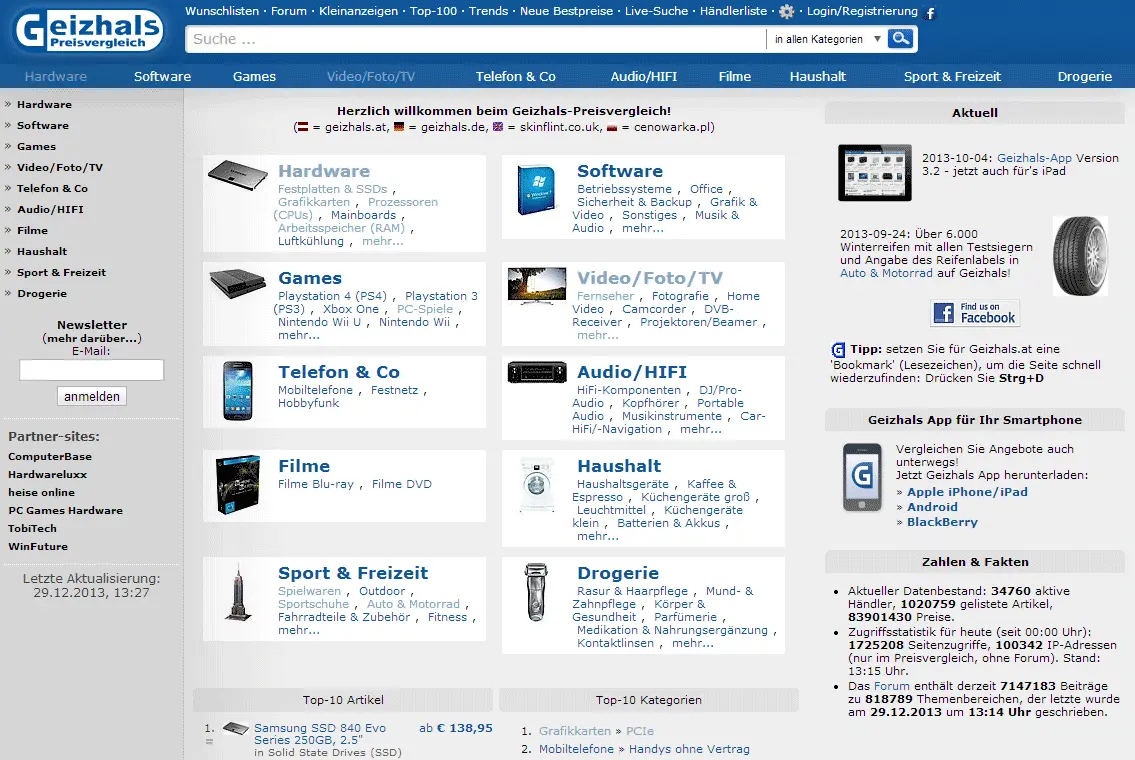 Geizhals
Preisvergleich
Wunschlisten · Forum · Kleinanzeigen · Top-100 · Trends · Neue Bestpreise · Live-Suche · Händlerliste · · Login/Registrierung
Suche ...
in allen Kategorien
Hardware Software Games Video/Foto/TV Telefon & Co Audio/HIFI Filme Haushalt Sport & Freizeit Drogerie
» Hardware
» Software
» Games
» Video/Foto/TV
» Telefon & Co
» Audio/HIFI
» Filme
» Haushalt
» Sport & Freizeit
» Drogerie
Newsletter
(mehr darüber...)
E-Mail:
anmelden
Partner-sites:
ComputerBase
Hardwareluxx
heise online
PC Games Hardware
TobiTech
WinFuture
Letzte Aktualisierung:
29.12.2013, 13:27
Herzlich willkommen beim Geizhals-Preisvergleich!
( = geizhals.at, = geizhals.de, = skinflint.co.uk, = cenowarka.pl)
Hardware
Festplatten & SSDs ,
Grafikkarten , Prozessoren
(CPUs) , Mainboards ,
Arbeitsspeicher (RAM) ,
Luftkühlung , mehr...
Software
Betriebssysteme , Office ,
Sicherheit & Backup , Grafik &
Video , Sonstiges , Musik &
Audio , mehr...
Games
Playstation 4 (PS4) , Playstation 3
(PS3) , Xbox One , PC-Spiele ,
Nintendo Wii U , Nintendo Wii ,
mehr...
Video/Foto/TV
Fernseher , Fotografie , Home
Video , Camcorder , DVB-
Receiver , Projektoren/Beamer ,
mehr...
Telefon & Co
Mobiltelefone , Festnetz ,
Hobbyfunk
Audio/HIFI
HiFi-Komponenten , DJ/Pro-
Audio , Kopfhörer , Portable
Audio , Musikinstrumente , Car-
HiFi/-Navigation , mehr...
Filme
Filme Blu-ray , Filme DVD
Haushalt
Haushaltsgeräte , Kaffee &
Espresso , Küchengeräte groß ,
Leuchtmittel , Küchengeräte
klein , Batterien & Akkus ,
mehr...
Sport & Freizeit
Spielwaren , Outdoor ,
Sportschuhe , Auto & Motorrad ,
Fahrradteile & Zubehör , Fitness ,
mehr...
Drogerie
Rasur & Haarpflege , Mund- &
Zahnpflege , Körper &
Gesundheit , Parfümerie ,
Medikation & Nahrungsergänzung ,
Kontaktlinsen , mehr...
Top-10 Artikel
1. Samsung SSD 840 Evo ab € 138,95
= Series 250GB, 2.5"
in Solid State Drives (SSD)
Top-10 Kategorien
1. Grafikkarten » PCIe
2. Mobiltelefone » Handys ohne Vertrag
Aktuell
2013-10-04: Geizhals-App Version
3.2 - jetzt auch für's iPad
2013-09-24: Über 6.000
Winterreifen mit allen Testsiegern
und Angabe des Reifenlabels in
Auto & Motorrad auf Geizhals!
Find us on
Facebook
Tipp: setzen Sie für Geizhals.at eine
'Bookmark' (Lesezeichen), um die Seite schnell
wiederzufinden: Drücken Sie Strg+D
Geizhals App für Ihr Smartphone
Vergleichen Sie Angebote auch
unterwegs!
Jetzt Geizhals App herunterladen:
» Apple iPhone/iPad
» Android
» BlackBerry
Zahlen & Fakten
• Aktueller Datenbestand: 34760 aktive
Händler, 1020759 gelistete Artikel,
83901430 Preise.
• Zugriffsstatistik für heute (seit 00:00 Uhr):
1725208 Seitenzugriffe, 100342 IP-Adressen
(nur im Preisvergleich, ohne Forum). Stand:
13:15 Uhr.
• Das Forum enthält derzeit 7147183 Beiträge
zu 818789 Themenbereichen, der letzte wurde
am 29.12.2013 um 13:14 Uhr geschrieben.